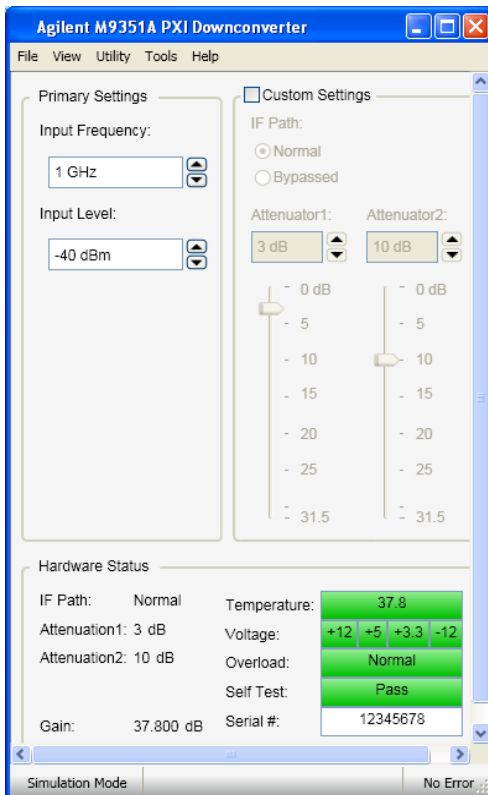 Agilent M9351A PXI Downconverter
File View Utility Tools Help
Primary Settings
Input Frequency:
1 GHz
Input Level:
-40 dBm
Custom Settings
IF Path:
Normal
Bypassed
Attenuator1: Attenuator2:
3 dB 10 dB
0 dB 0 dB
5 5
10 10
15 15
20 20
25 25
31.5 31.5
Hardware Status
IF Path: Normal
Attenuation1: 3 dB
Attenuation2: 10 dB
Gain: 37.800 dB
Temperature: 37.8
Voltage: +12 +5 +3.3 -12
Overload: Normal
Self Test: Pass
Serial #: 12345678
Simulation Mode No Error